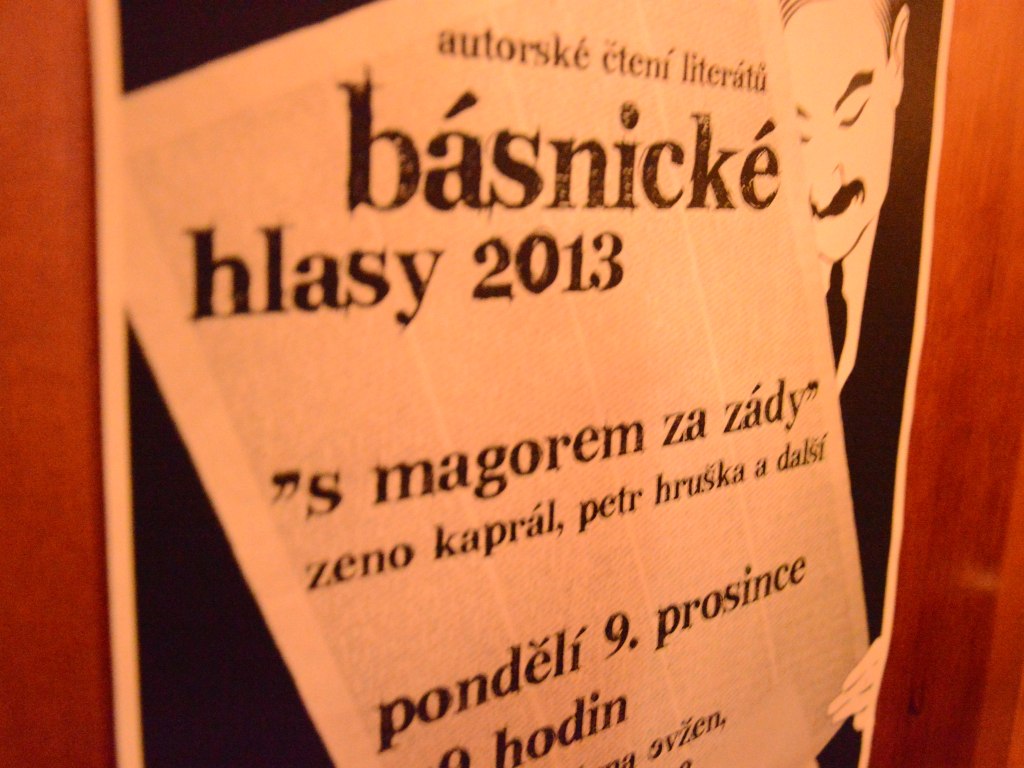 autorské čtení literátů
básnické
hlasy 2013
"s magorem za zády"
zeno kaprál, petr hruška a další
pondělí 9. prosince
hodin